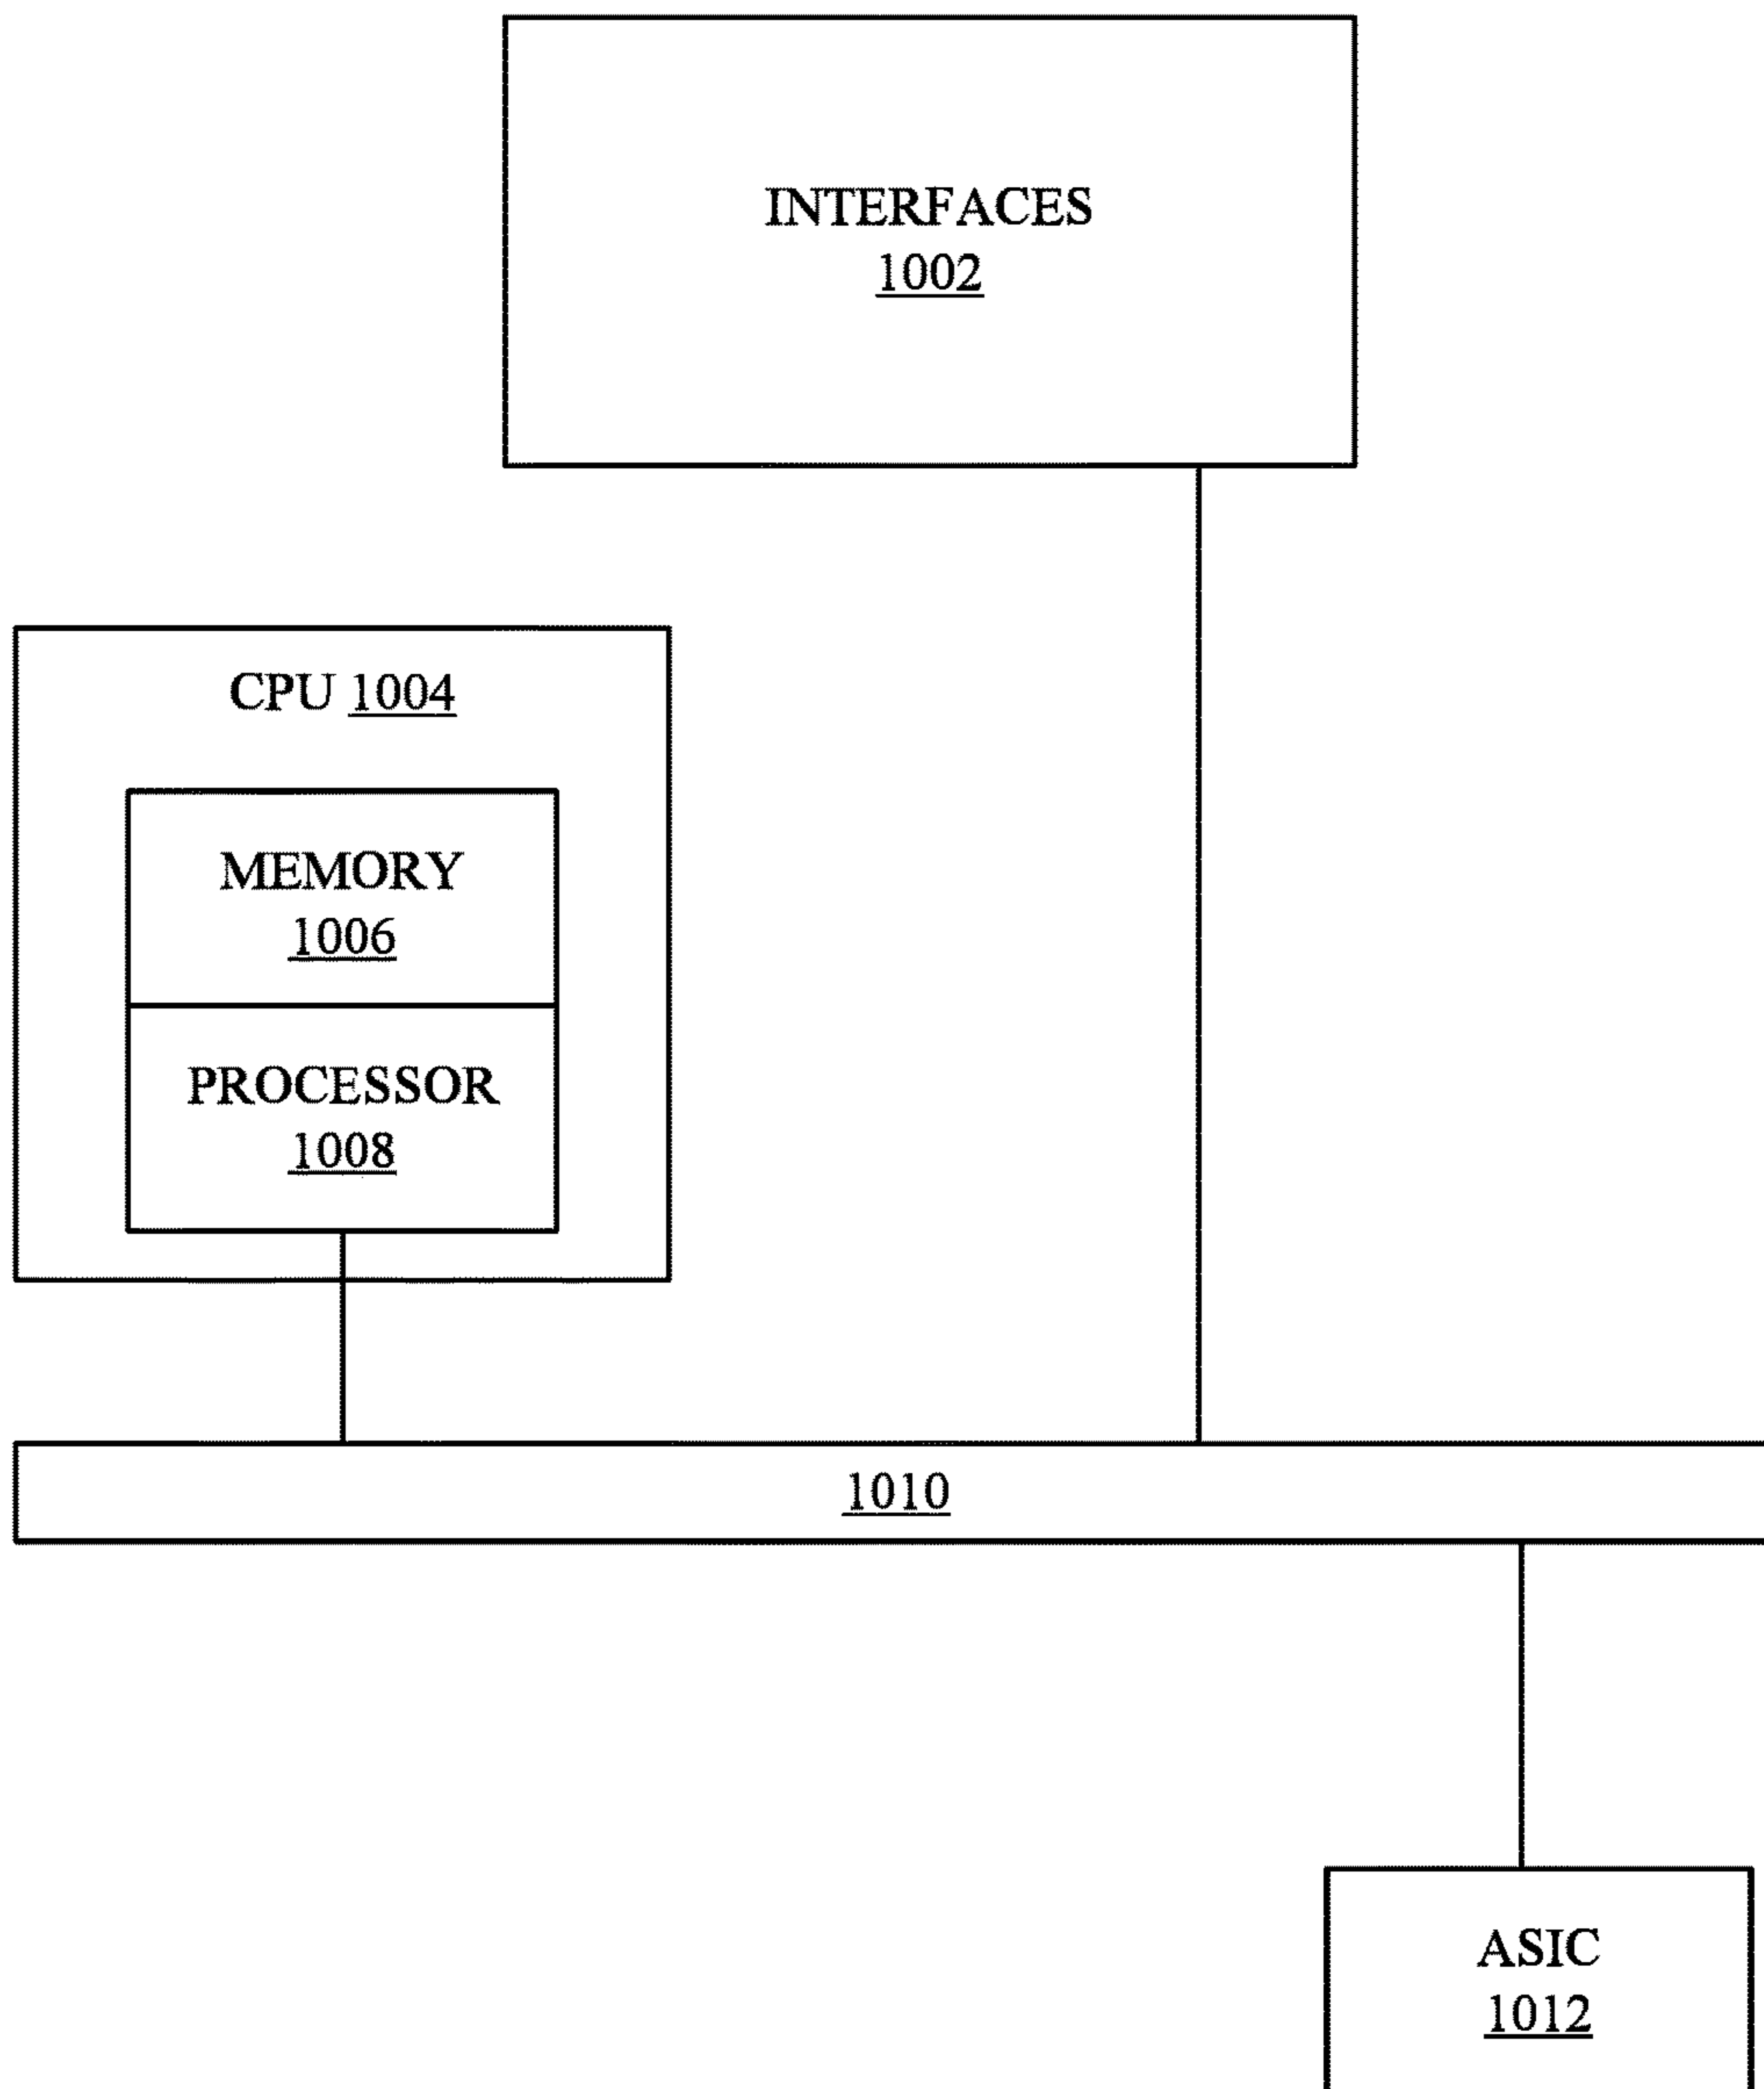 INTERFACES
1002
CPU 1004
MEMORY
1006
PROCESSOR
1008
1010
ASIC
1012